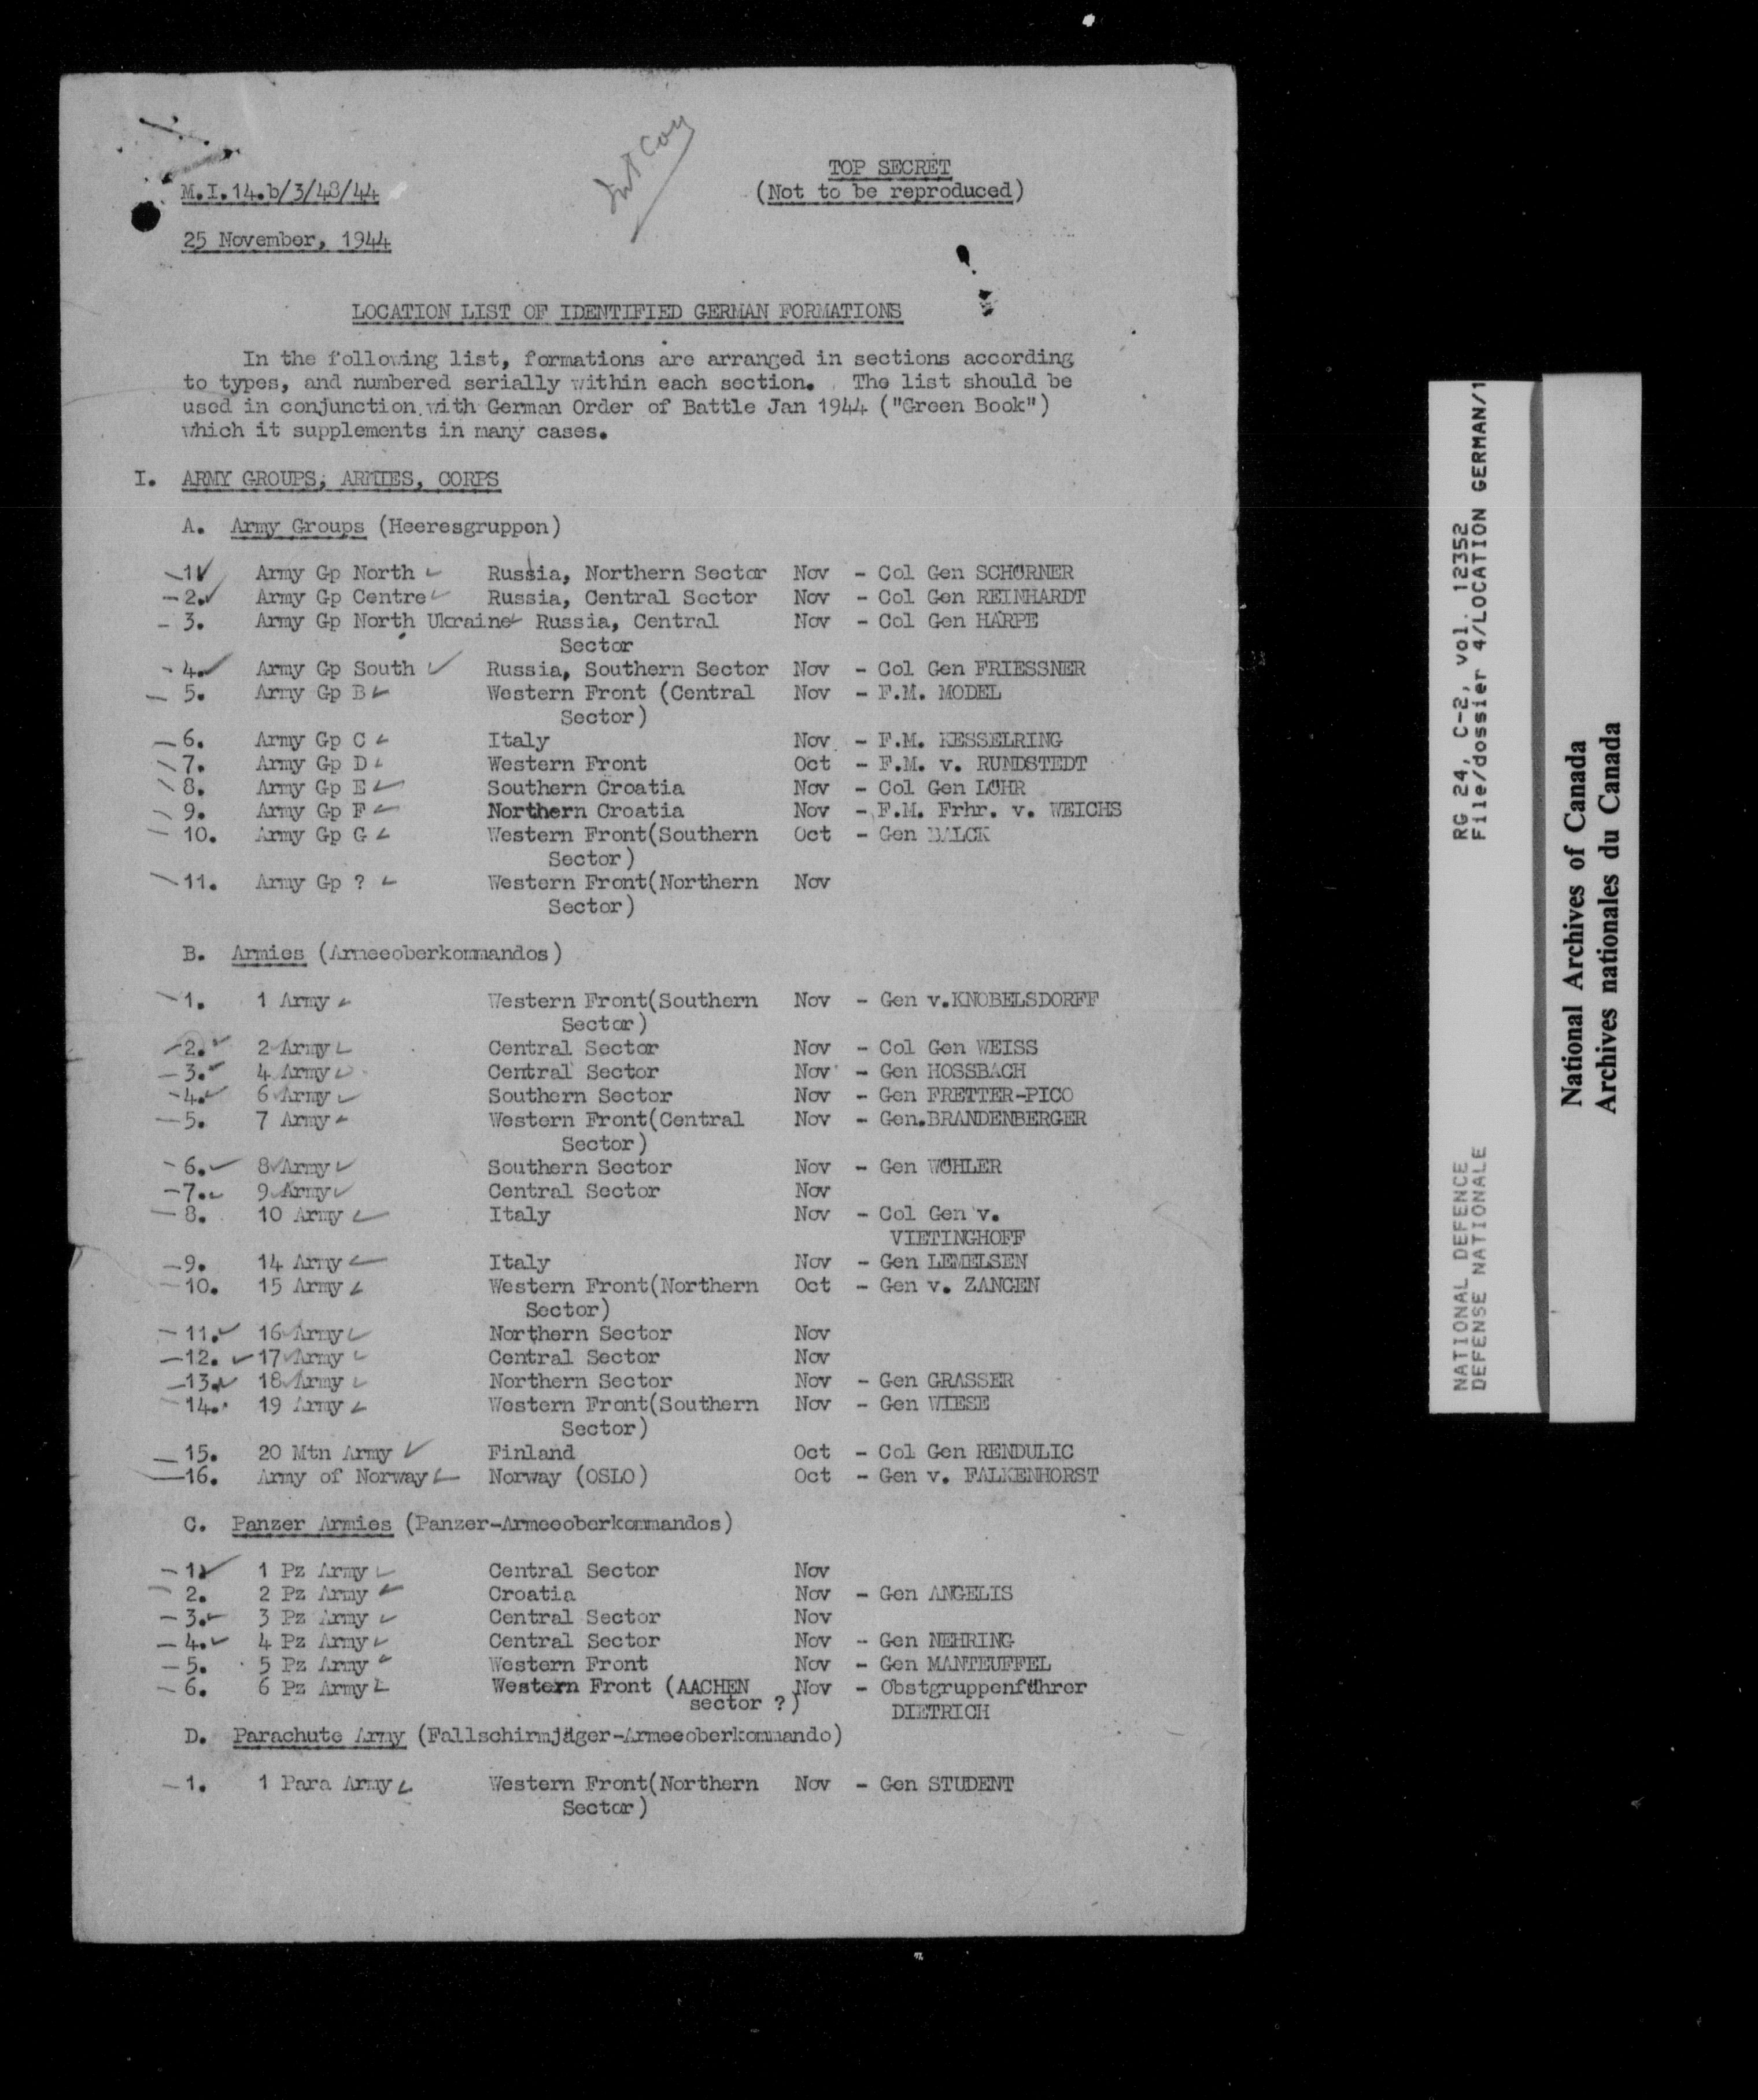 Int Coy
TOP SECRET
M.I.14.b/3/48/44 (Not to be reproduced)
25 November, 1944
LOCATION LIST OF IDENTIFIED GERMAN FORMATIONS
In the following list, formations are arranged in sections according
to types, and numbered serially within each section. The list should be
used in conjunction with German Order of Battle Jan 1944 ("Green Book")
which it supplements in many cases.
I. ARMY GROUPS, ARMIES, CORPS
A. Army Groups (Heeresgruppen)
1. Army Gp North Russia, Northern Sector Nov - Col Gen SCHÖRNER
2. Army Gp Centre Russia, Central Sector Nov - Col Gen REINHARDT
3. Army Gp North Ukraine Russia, Central Nov - Col Gen HARPE
Sector
4. Army Gp South Russia, Southern Sector Nov - Col Gen FRIESSNER
5. Army Gp B Western Front (Central Nov - F.M. MODEL
Sector)
6. Army Gp C Italy Nov - F.M. KESSELRING
7. Army Gp D Western Front Oct - F.M. v. RUNDSTEDT
8. Army Gp E Southern Croatia Nov - Col Gen LÖHR
9. Army Gp F Northern Croatia Nov - F.M. Frhr. v. WEICHS
10. Army Gp G Western Front(Southern Oct - Gen BALCK
Sector)
11. Army Gp ? Western Front(Northern Nov
Sector)
B. Armies (Armeeoberkommandos)
1. 1 Army Western Front(Southern Nov - Gen v.KNOBELSDORFF
Sector)
2. 2 Army Central Sector Nov - Col Gen WEISS
3. 4 Army Central Sector Nov - Gen HOSSBACH
4. 6 Army Southern Sector Nov - Gen FRETTER-PICO
5. 7 Army Western Front(Central Nov - Gen.BRANDENBERGER
Sector)
6. 8 Army Southern Sector Nov - Gen WÖHLER
7. 9 Army Central Sector Nov
8. 10 Army Italy Nov - Col Gen v.
VIETINGHOFF
9. 14 Army Italy Nov - Gen LEMELSEN
10. 15 Army Western Front(Northern Oct - Gen v. ZANGEN
Sector)
11. 16 Army Northern Sector Nov
12. 17 Army Central Sector Nov
13. 18 Army Northern Sector Nov - Gen GRASSER
14. 19 Army Western Front(Southern Nov - Gen WIESE
Sector)
15. 20 Mtn Army Finland Oct - Col Gen RENDULIC
16. Army of Norway Norway (OSLO) Oct - Gen v. FALKENHORST
C. Panzer Armies (Panzer-Armeeoberkommandos)
1. 1 Pz Army Central Sector Nov
2. 2 Pz Army Croatia Nov - Gen ANGELIS
3. 3 Pz Army Central Sector Nov
4. 4 Pz Army Central Sector Nov - Gen NEHRING
5. 5 Pz Army Western Front Nov - Gen MANTEUFFEL
6. 6 Pz Army Western Front (AACHEN Nov - Obstgruppenführer
sector ?) DIETRICH
D. Parachute Army (Fallschirmjäger-Armeeoberkommando)
1. 1 Para Army Western Front(Northern Nov - Gen STUDENT
Sector)
NATIONAL DEFENCE RG 24, C-2, vol. 12352
DEFENSE NATIONALE File/dossier 4/LOCATION GERMAN/1
National Archives of Canada
Archives nationales du Canada